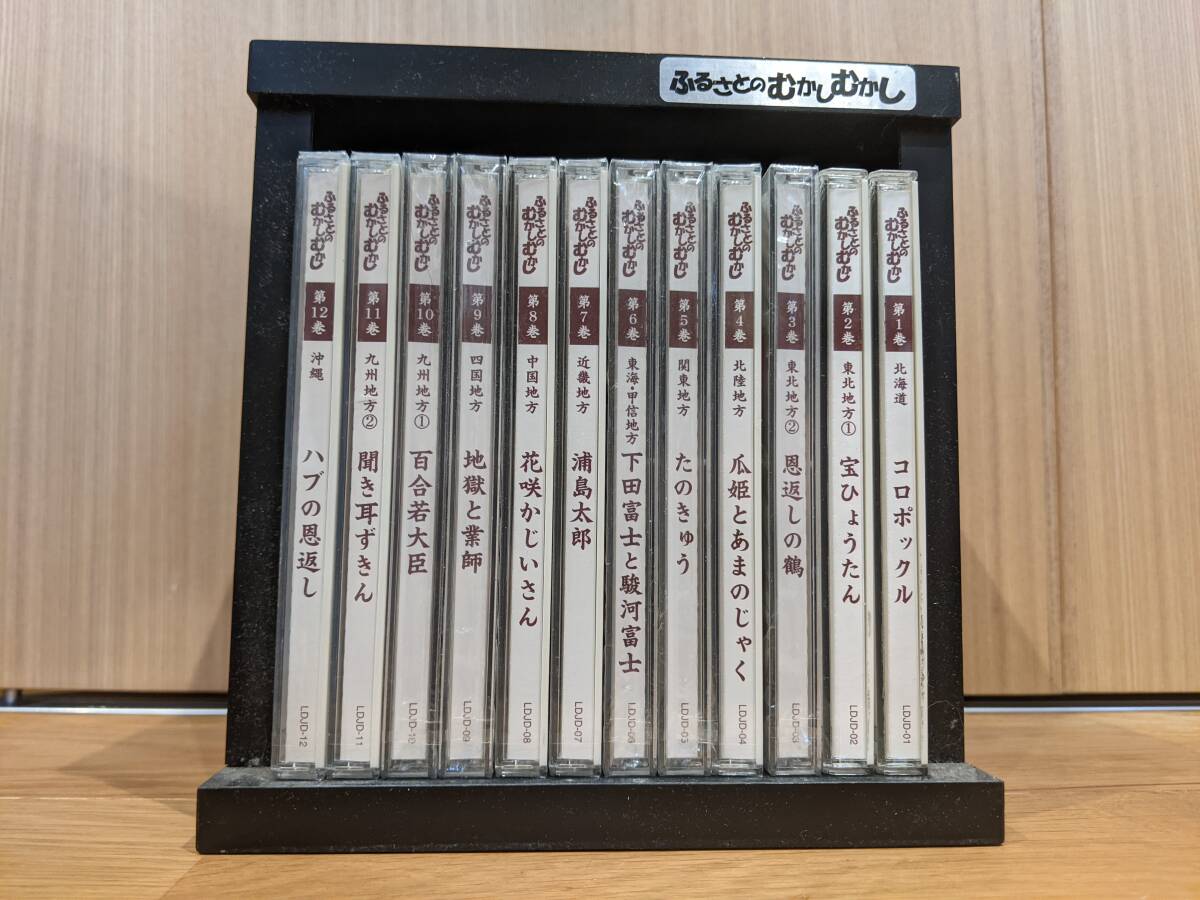 ふるさとの むかしむかし
ふるさとの
むかしむかし
第1巻
北海道
コロポックル
LDJD-01
ふるさとの
むかしむかし
第2巻
東北地方①
宝ひょうたん
LDJD-02
ふるさとの
むかしむかし
第3巻
東北地方②
恩返しの鶴
LDJD-03
ふるさとの
むかしむかし
第4巻
北陸地方
瓜姫とあまのじゃく
LDJD-04
ふるさとの
むかしむかし
第5巻
関東地方
たのきゅう
LDJD-05
ふるさとの
むかしむかし
第6巻
東海・甲信地方
下田富士と駿河富士
LDJD-06
ふるさとの
むかしむかし
第7巻
近畿地方
浦島太郎
LDJD-07
ふるさとの
むかしむかし
第8巻
中国地方
花咲かじいさん
LDJD-08
ふるさとの
むかしむかし
第9巻
四国地方
地獄と業師
LDJD-09
ふるさとの
むかしむかし
第10巻
九州地方①
百合若大臣
LDJD-10
ふるさとの
むかしむかし
第11巻
九州地方②
聞き耳ずきん
LDJD-11
ふるさとの
むかしむかし
第12巻
沖縄
ハブの恩返し
LDJD-12